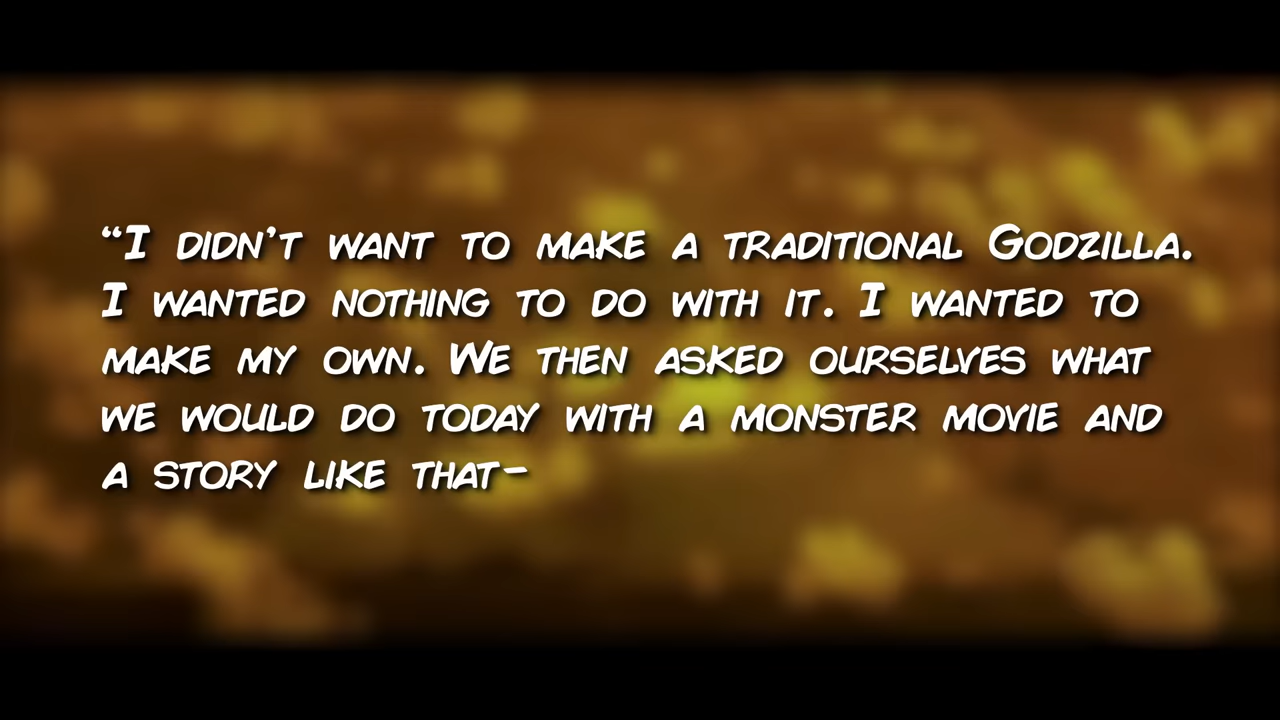 “I didn’t want to make a traditional Godzilla.
I wanted nothing to do with it. I wanted to
make my own. We then asked ourselves what
we would do today with a monster movie and
a story like that-